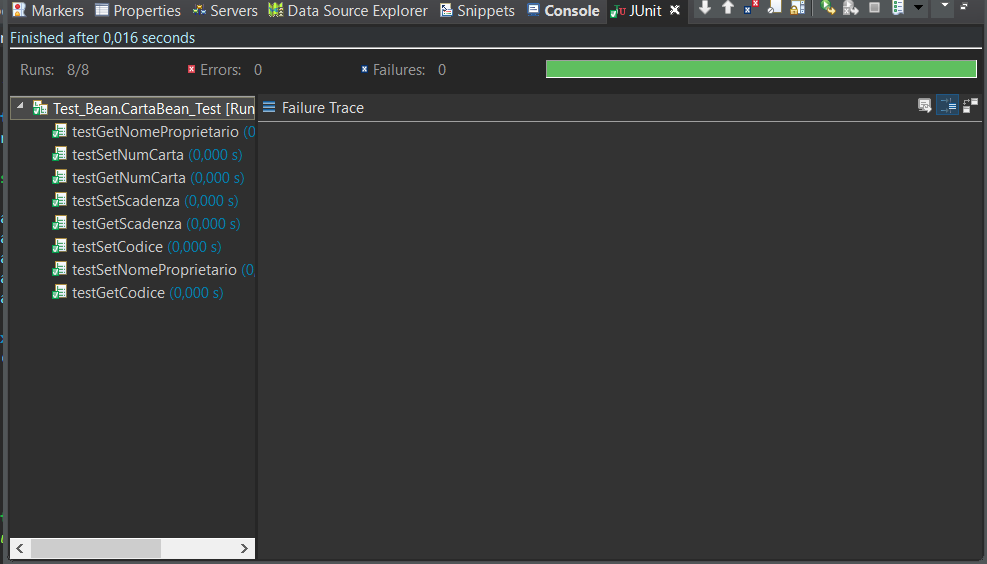 Markers Properties Servers Data Source Explorer Snippets Console JUnit
Finished after 0,016 seconds
Runs: 8/8 Errors: 0 Failures: 0
Test_Bean.CartaBean_Test [Run
Failure Trace
testGetNomeProprietario (0
testSetNumCarta (0,000 s)
testGetNumCarta (0,000 s)
testSetScadenza (0,000 s)
testGetScadenza (0,000 s)
testSetCodice (0,000 s)
testSetNomeProprietario (0,
testGetCodice (0,000 s)